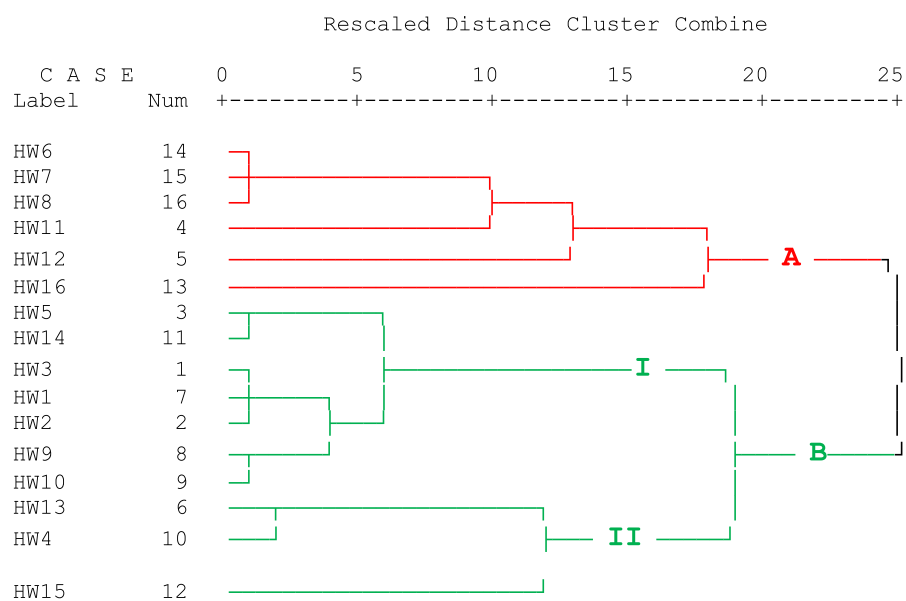 Rescaled Distance Cluster Combine
C A S E 0 5 10 15 20 25
Label Num +---------+---------+---------+---------+---------+
HW6 14
HW7 15
HW8 16
HW11 4
HW12 5 A
HW16 13
HW5 3
HW14 11
HW3 1 I
HW1 7
HW2 2
HW9 8 B
HW10 9
HW13 6
HW4 10 II
HW15 12